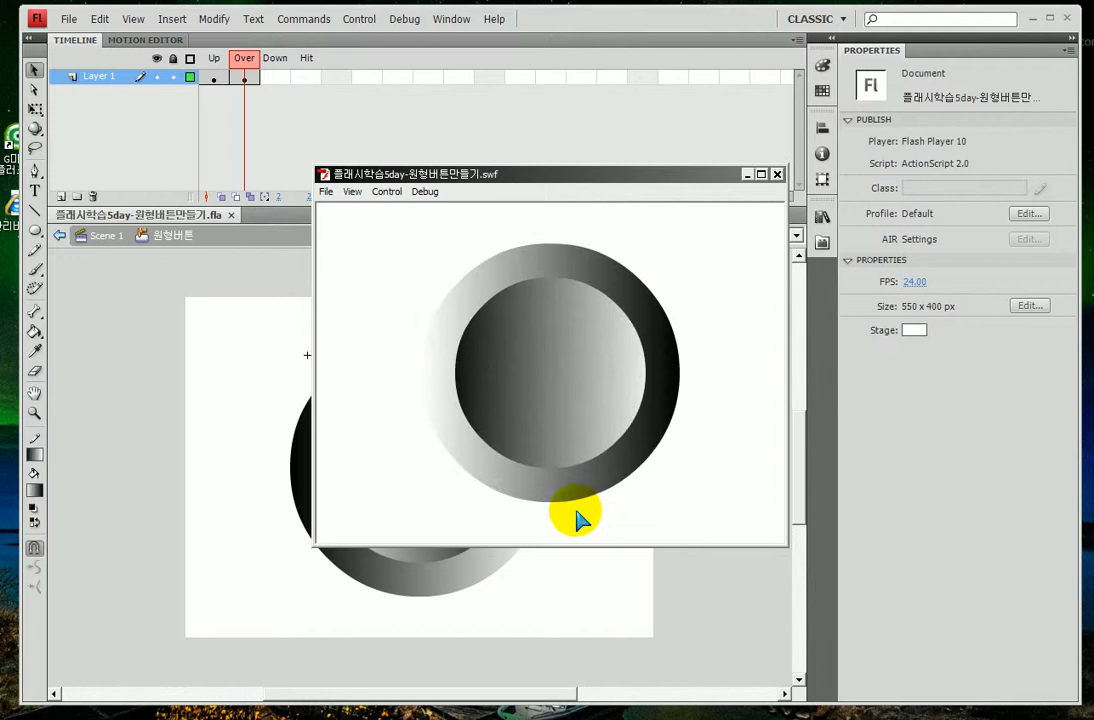 Fl File Edit View Insert Modify Text Commands Control Debug Window Help CLASSIC
TIMELINE MOTION EDITOR
Up Over Down Hit
Layer 1
2
플래시학습5day-원형버튼만들기.fla
Scene 1 원형버튼
플래시학습5day-원형버튼만들기.swf
File View Control Debug
PROPERTIES
Fl Document
플래시학습5day-원형버튼만...
PUBLISH
Player: Flash Player 10
Script: ActionScript 2.0
Class:
Profile: Default Edit...
AIR Settings Edit...
PROPERTIES
FPS: 24.00
Size: 550 x 400 px Edit...
Stage: